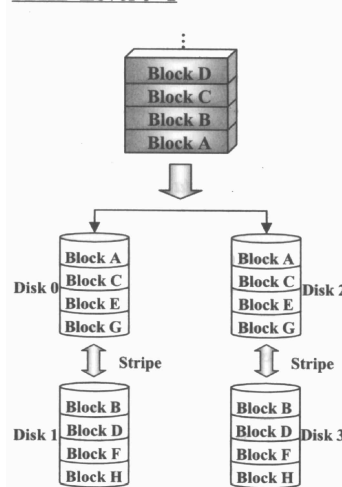 Block D
Block C
Block B
Block A
Block A
Block C
Block E
Block G
Disk 0
Block A
Block C
Block E
Block G
Disk 2
Stripe
Stripe
Block B
Block D
Block F
Block H
Disk 1
Block B
Block D
Block F
Block H
Disk 3